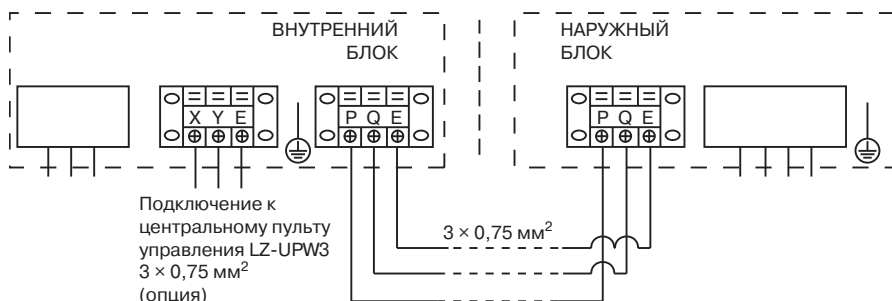 ВНУТРЕННИЙ
БЛОК
НАРУЖНЫЙ
БЛОК
X Y E
P Q E
P Q E
Подключение к
центральному пульту
управления LZ-UPW3
3 × 0,75 мм²
(опция)
3 × 0,75 мм²